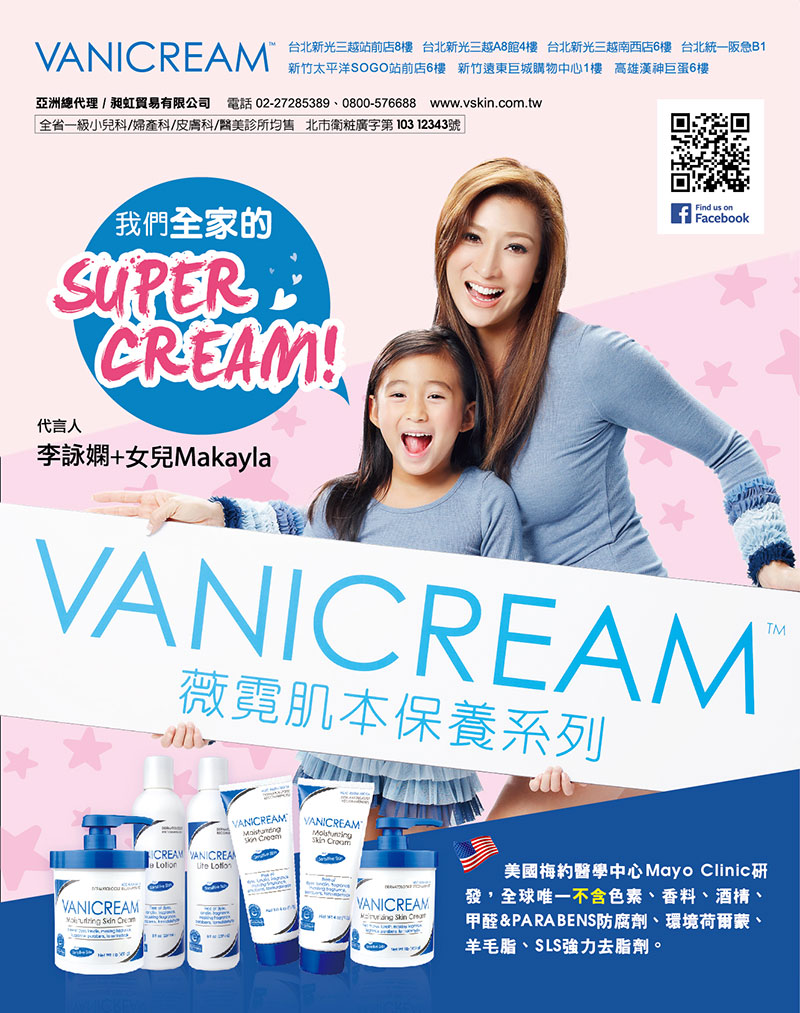 VANICREAM™
台北新光三越站前店8樓 台北新光三越A8館4樓 台北新光三越南西店6樓 台北統一阪急B1
新竹太平洋SOGO站前店6樓 新竹遠東巨城購物中心1樓 高雄漢神巨蛋6樓
亞洲總代理 / 昶虹貿易有限公司 電話 02-27285389、0800-576688 www.vskin.com.tw
全省一級小兒科/婦產科/皮膚科/醫美診所均售 北市衛粧廣字第 103 12343號
Find us on
Facebook
我們全家的
SUPER
CREAM!
代言人
李詠嫻+女兒Makayla
VANICREAM™
薇霓肌本保養系列
VANICREAM
Moisturizing Skin Cream
Sensitive Skin
VANICREAM
Lite Lotion
Sensitive Skin
VANICREAM
Moisturizing
Skin Cream
Sensitive Skin
VANICREAM
Moisturizing
Skin Cream
Sensitive Skin
VANICREAM
Moisturizing Skin Cream
美國梅約醫學中心Mayo Clinic研
發，全球唯一不含色素、香料、酒精、
甲醛&PARABENS防腐劑、環境荷爾蒙、
羊毛脂、SLS強力去脂劑。